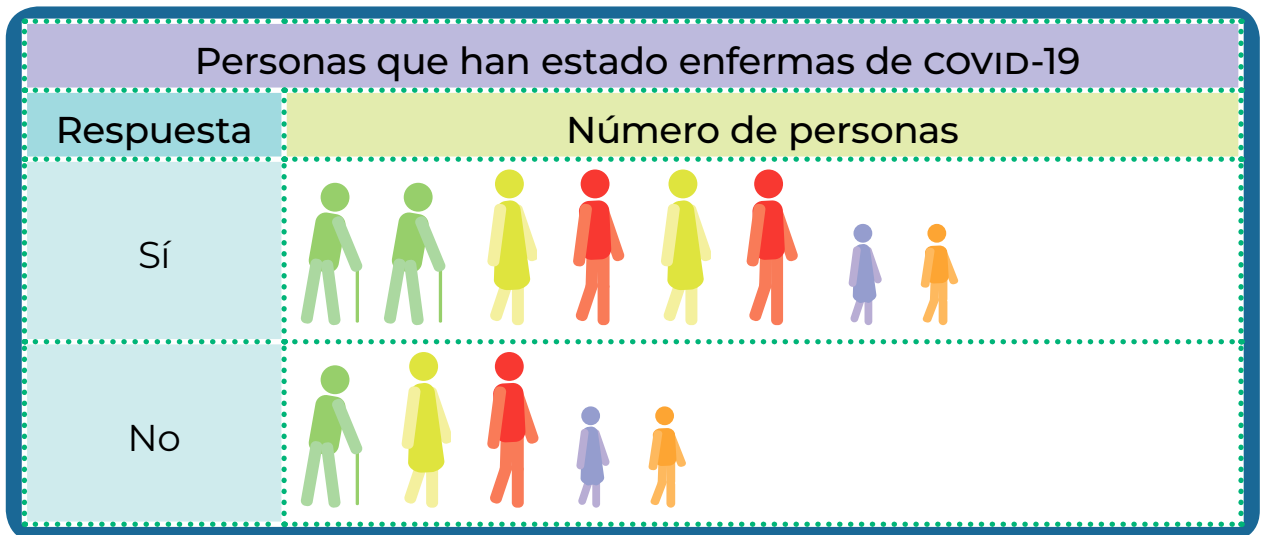 Personas que han estado enfermas de COVID-19
Respuesta
Número de personas
Sí
No